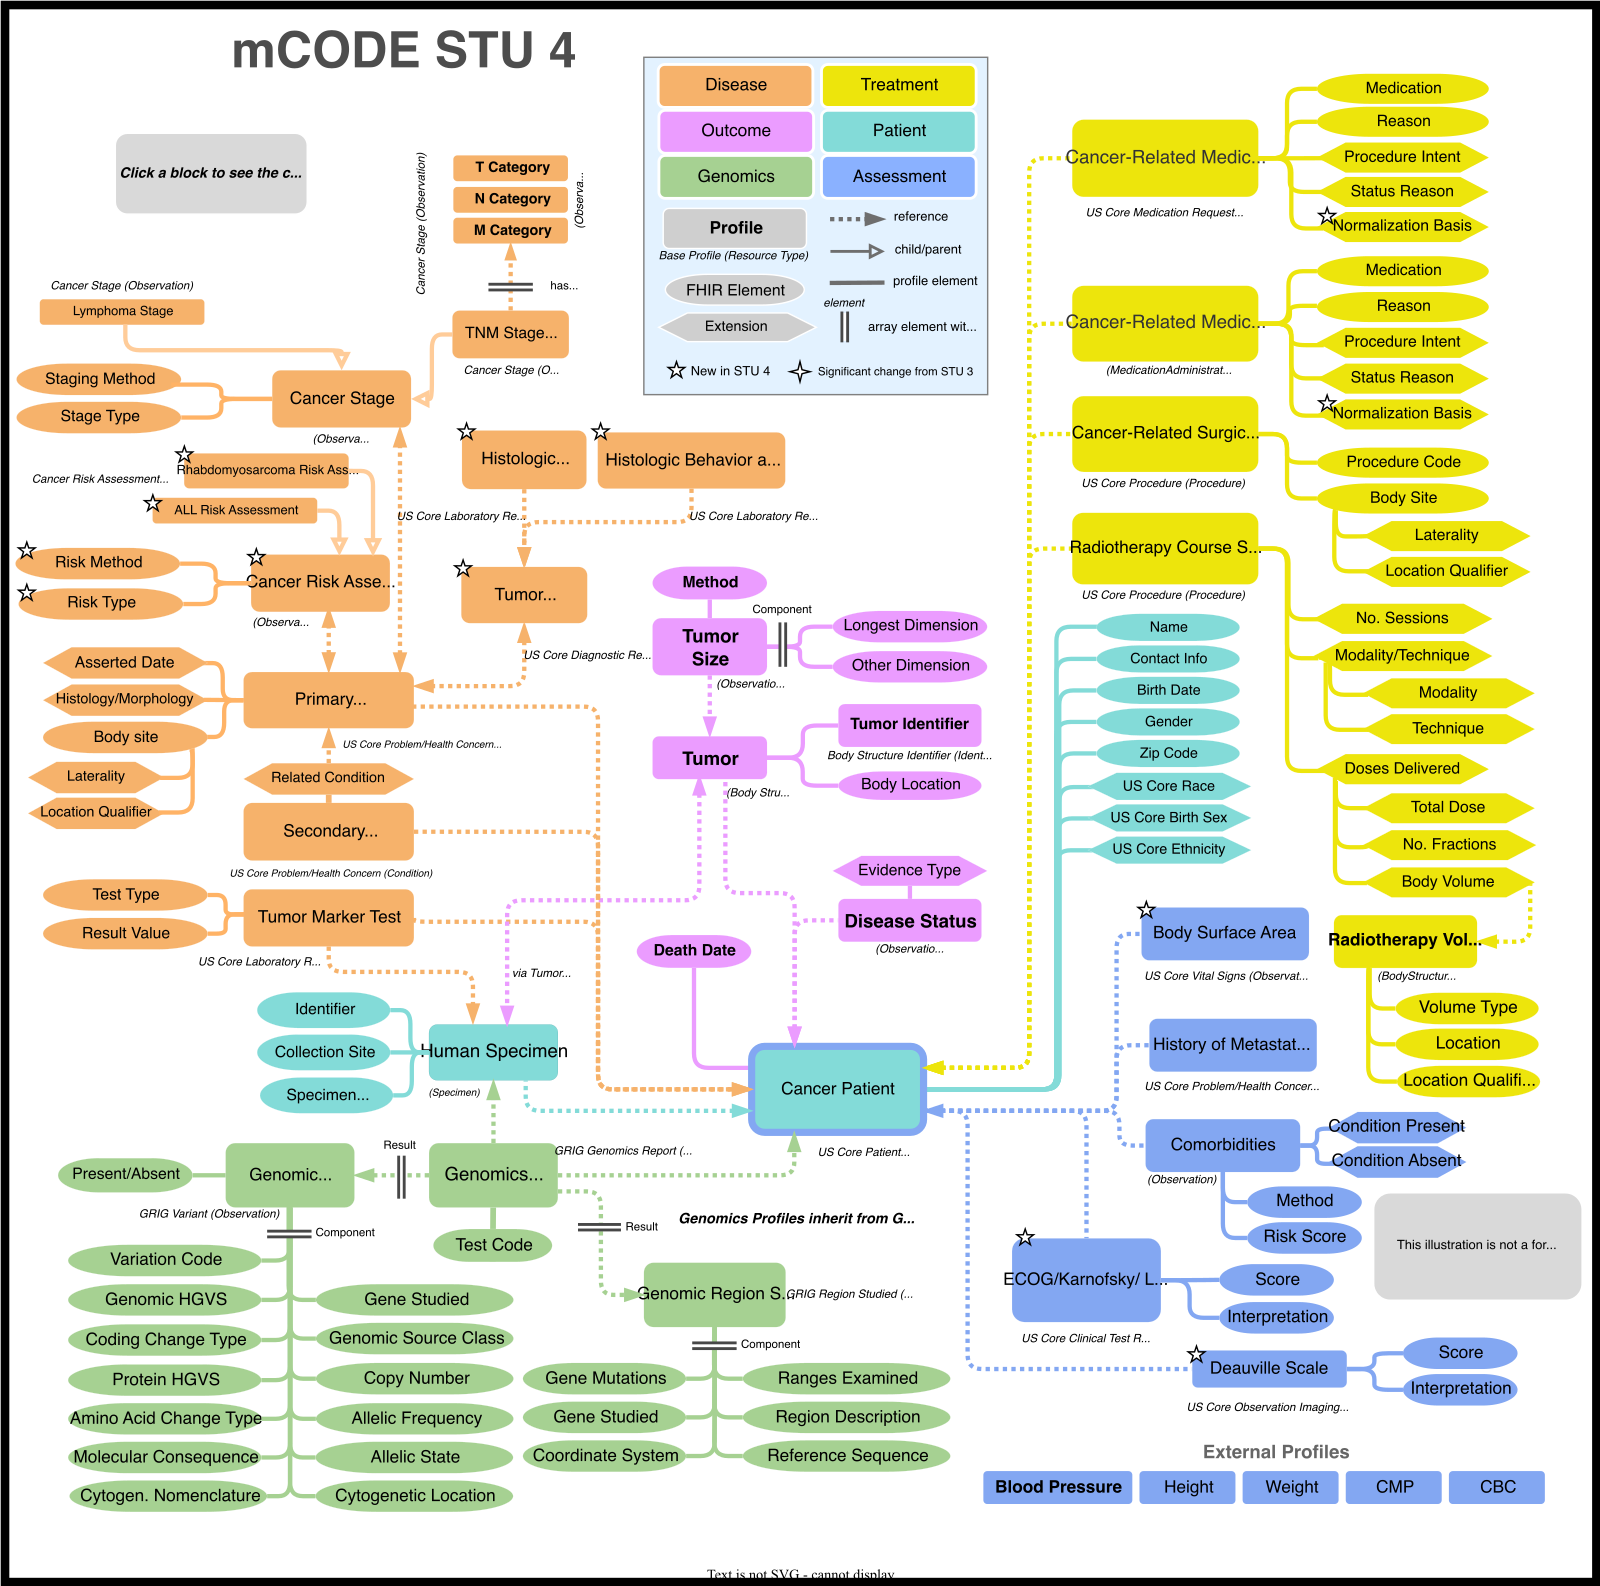 mCODE STU 4
Click a block to see the c...
Disease
Treatment
Outcome
Patient
Genomics
Assessment
Profile
Base Profile (Resource Type)
FHIR Element
Extension
reference
child/parent
profile element
element
array element wit...
New in STU 4
Significant change from STU 3
Cancer Stage (Observation)
T Category
N Category
M Category
(Observa...
has...
TNM Stage...
Cancer Stage (O...
Cancer Stage (Observation)
Lymphoma Stage
Staging Method
Stage Type
Cancer Stage
(Observa...
Rhabdomyosarcoma Risk Ass...
Cancer Risk Assessment...
ALL Risk Assessment
Risk Method
Risk Type
Cancer Risk Asse...
(Observa...
Histologic...
US Core Laboratory Re...
Histologic Behavior a...
US Core Laboratory Re...
Tumor...
US Core Diagnostic Re...
Asserted Date
Histology/Morphology
Body site
Laterality
Location Qualifier
Primary...
US Core Problem/Health Concern...
Related Condition
Secondary...
US Core Problem/Health Concern (Condition)
Test Type
Result Value
Tumor Marker Test
US Core Laboratory R...
Method
Tumor
Size
(Observatio...
Component
Longest Dimension
Other Dimension
Tumor
(Body Stru...
Tumor Identifier
Body Structure Identifier (Ident...
Body Location
Evidence Type
Disease Status
(Observatio...
Death Date
via Tumor...
Identifier
Collection Site
Specimen...
Human Specimen
(Specimen)
Cancer Patient
US Core Patient...
Name
Contact Info
Birth Date
Gender
Zip Code
US Core Race
US Core Birth Sex
US Core Ethnicity
Cancer-Related Medic...
US Core Medication Request...
Medication
Reason
Procedure Intent
Status Reason
Normalization Basis
Cancer-Related Medic...
(MedicationAdministrat...
Medication
Reason
Procedure Intent
Status Reason
Normalization Basis
Cancer-Related Surgic...
US Core Procedure (Procedure)
Procedure Code
Body Site
Laterality
Location Qualifier
Radiotherapy Course S...
US Core Procedure (Procedure)
No. Sessions
Modality/Technique
Modality
Technique
Doses Delivered
Total Dose
No. Fractions
Body Volume
Radiotherapy Vol...
(BodyStructur...
Volume Type
Location
Location Qualifi...
Body Surface Area
US Core Vital Signs (Observat...
History of Metastat...
US Core Problem/Health Concer...
Comorbidities
(Observation)
Condition Present
Condition Absent
Method
Risk Score
ECOG/Karnofsky/ L...
US Core Clinical Test R...
Score
Interpretation
Deauville Scale
US Core Observation Imaging...
Score
Interpretation
This illustration is not a for...
External Profiles
Blood Pressure
Height
Weight
CMP
CBC
Present/Absent
Genomic...
GRIG Variant (Observation)
Result
Genomics...
GRIG Genomics Report (...
Test Code
Result
Genomics Profiles inherit from G...
Component
Variation Code
Genomic HGVS
Coding Change Type
Protein HGVS
Amino Acid Change Type
Molecular Consequence
Cytogen. Nomenclature
Gene Studied
Genomic Source Class
Copy Number
Allelic Frequency
Allelic State
Cytogenetic Location
Genomic Region S...
GRIG Region Studied (...
Component
Gene Mutations
Gene Studied
Coordinate System
Ranges Examined
Region Description
Reference Sequence
Text is not SVG - cannot display